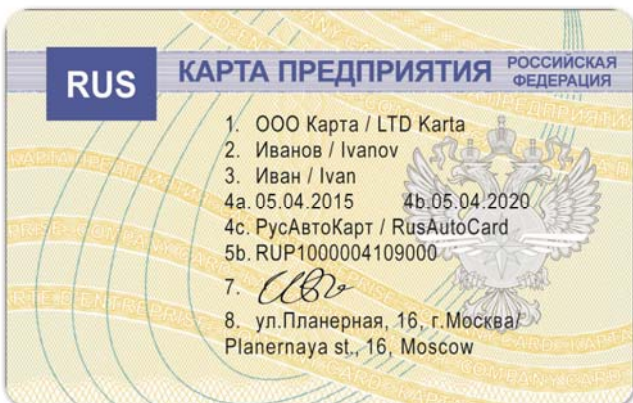 RUS
КАРТА ПРЕДПРИЯТИЯ
РОССИЙСКАЯ
ФЕДЕРАЦИЯ
1. ООО Карта / LTD Karta
2. Иванов / Ivanov
3. Иван / Ivan
4a. 05.04.2015 4b.05.04.2020
4c. РусАвтоКарт / RusAutoCard
5b. RUP1000004109000
7.
8. ул.Планерная, 16, г.Москва/
Planernaya st., 16, Moscow